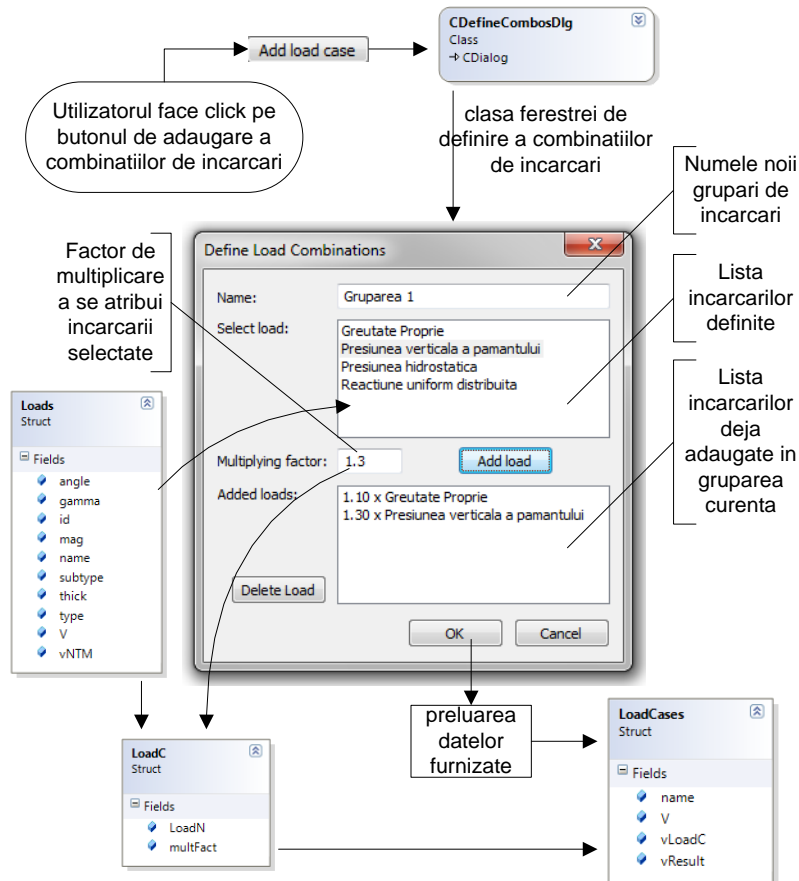 CDefineCombosDlg
Class
CDialog
Add load case
Utilizatorul face click pe
butonul de adaugare a
combinatiilor de incarcari
clasa ferestrei de
definire a combinatiilor
de incarcari
Numele noii
grupari de
incarcari
Factor de
multiplicare
a se atribui
incarcarii
selectate
Define Load Combinations
Name:
Gruparea 1
Select load:
Greutate Proprie
Presiunea verticala a pamantului
Presiunea hidrostatica
Reactiune uniform distribuita
Lista
incarcarilor
definite
Multiplying factor:
1.3
Add load
Added loads:
1.10 x Greutate Proprie
1.30 x Presiunea verticala a pamantului
Lista
incarcarilor
deja
adaugate in
gruparea
curenta
Delete Load
OK
Cancel
Loads
Struct
Fields
angle
gamma
id
mag
name
subtype
thick
type
V
vNTM
preluarea
datelor
furnizate
LoadC
Struct
Fields
LoadN
multFact
LoadCases
Struct
Fields
name
V
vLoadC
vResult